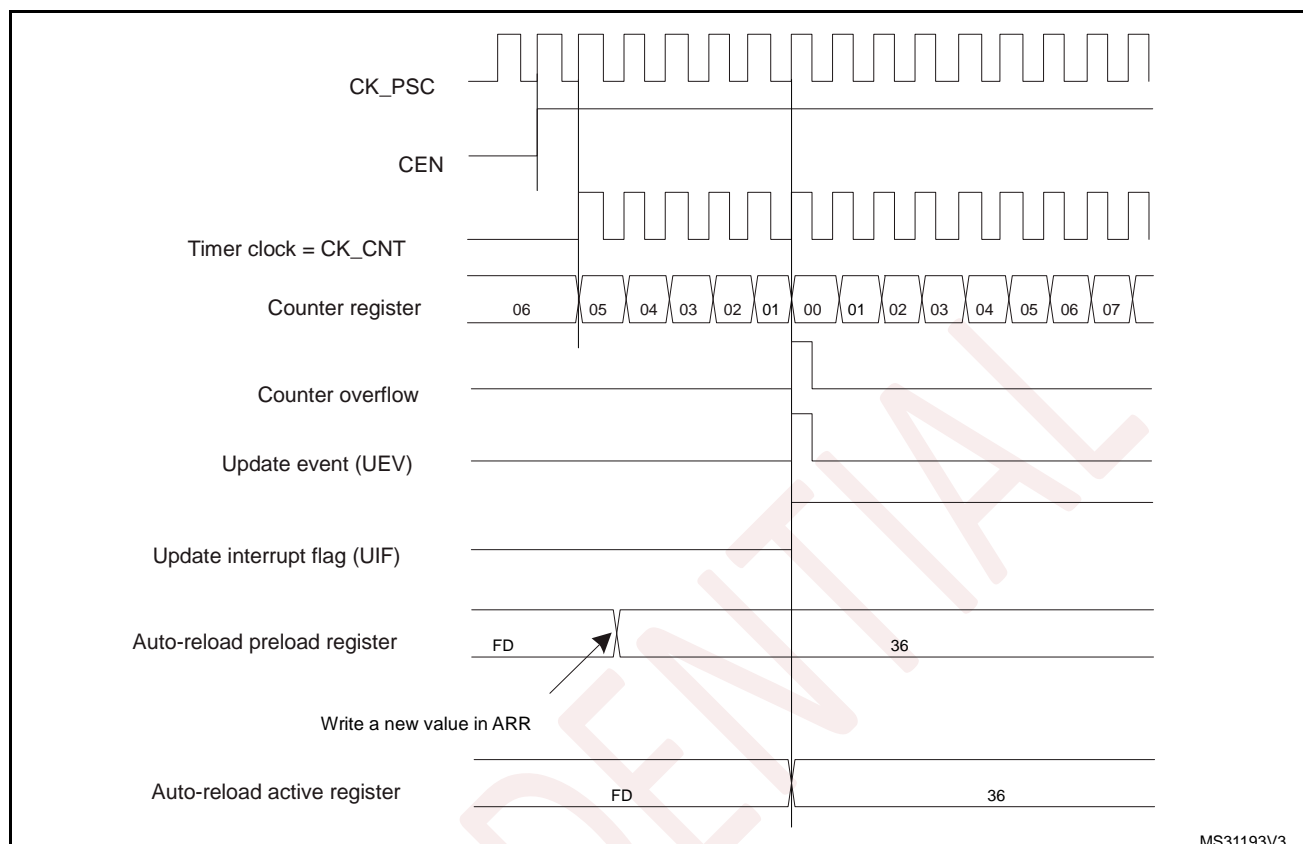 CK_PSC
CEN
Timer clock = CK_CNT
Counter register
06 05 04 03 02 01 00 01 02 03 04 05 06 07
Counter overflow
Update event (UEV)
Update interrupt flag (UIF)
Auto-reload preload register
FD 36
Write a new value in ARR
Auto-reload active register
FD 36
MS31193V3
DENTIAL